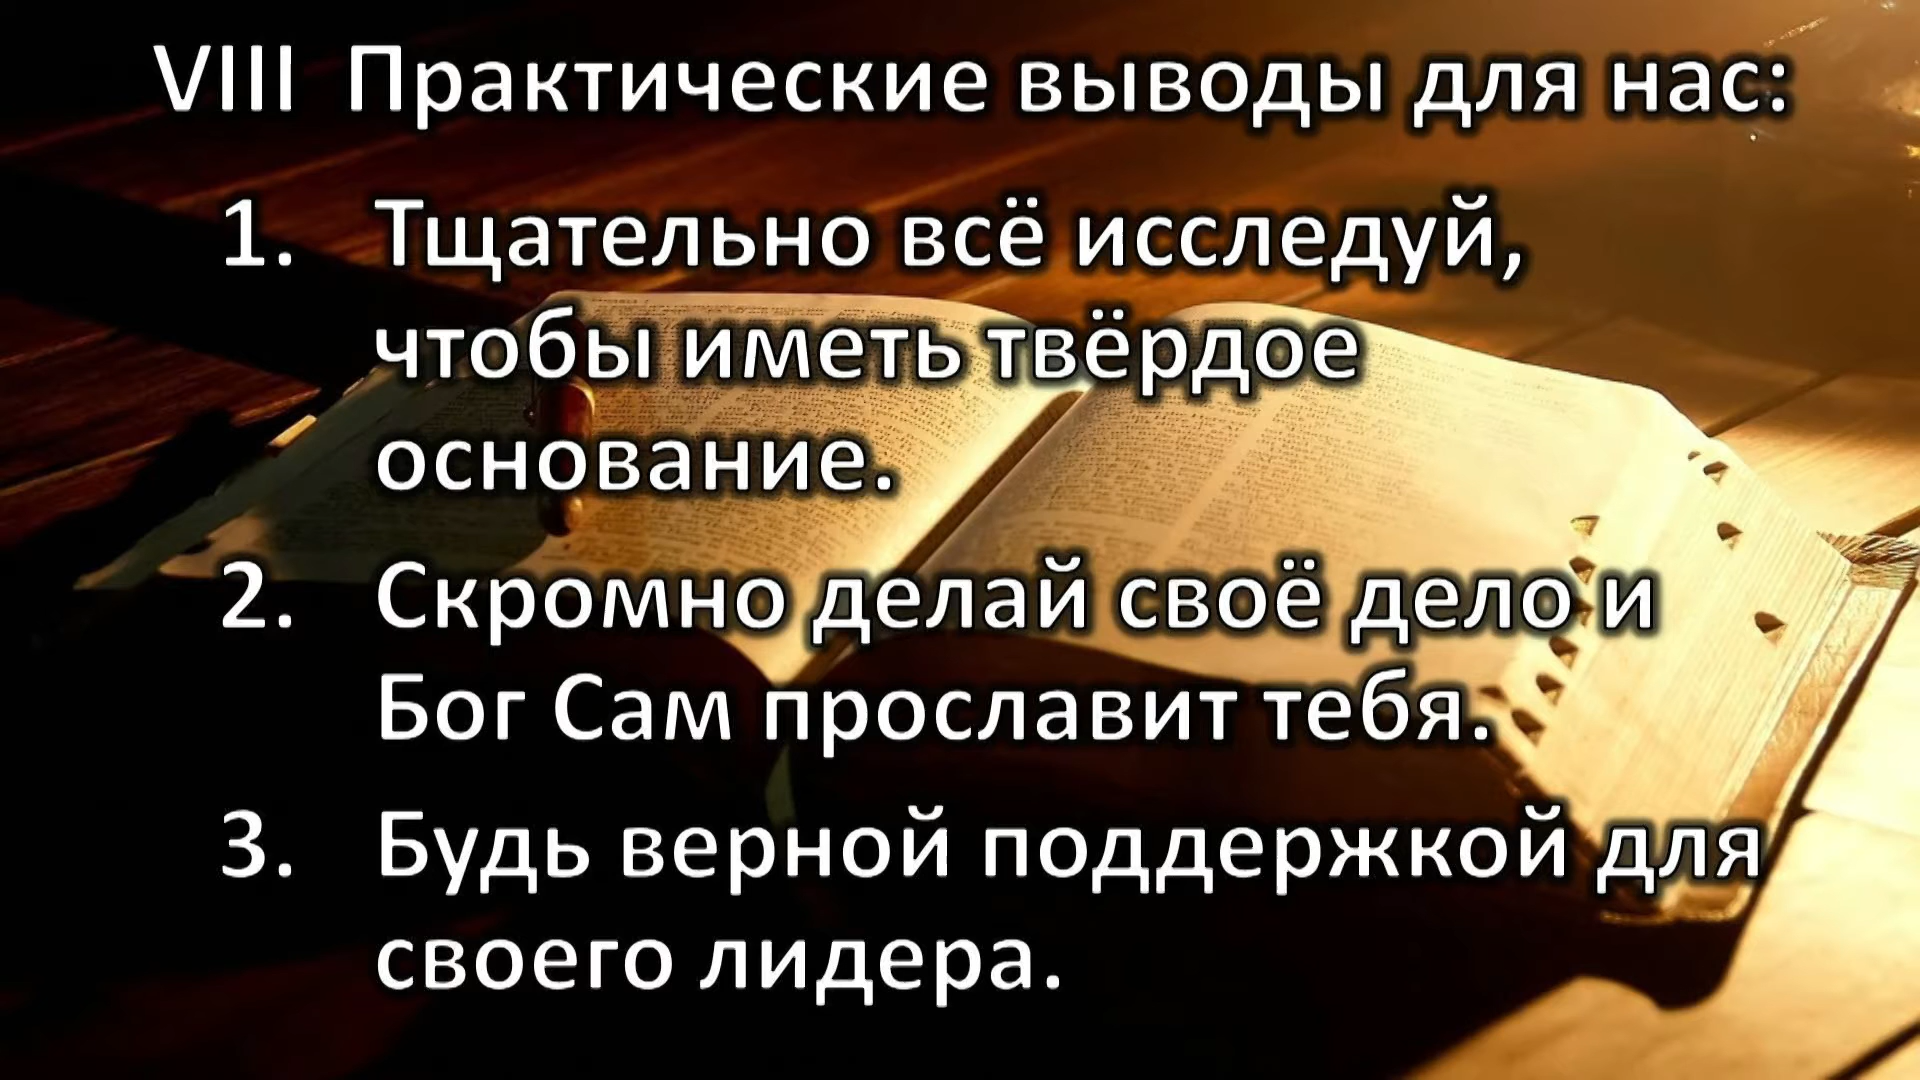 VIII Практические выводы для нас:
1. Тщательно всё исследуй,
чтобы иметь твёрдое
основание.
2. Скромно делай своё дело и
Бог Сам прославит тебя.
3. Будь верной поддержкой для
своего лидера.